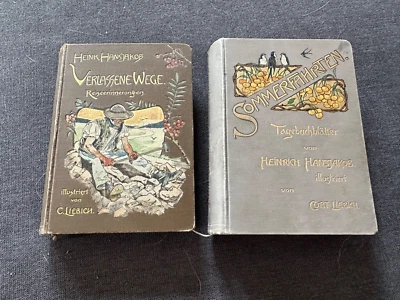 HEINR. HANSJAKOB
VERLASSENE WEGE.
Reiseerinnerungen
illustriert
von
C. LIEBICH.
SOMMERFAHRTEN.
Tagebuchblätter
von
HEINRICH HANSJAKOB.
illustriert
von
CURT LIEBICH.